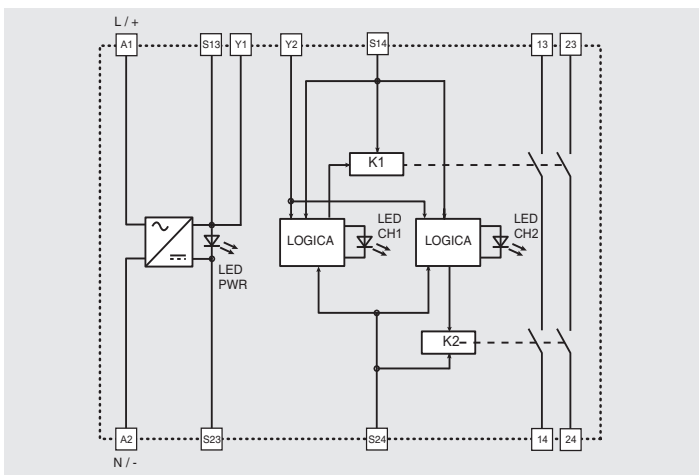 L / +
A1 S13 Y1 Y2 S14 13 23
K1
LOGICA
LED
CH1
LOGICA
LED
CH2
LED
PWR
K2
A2 S23 S24 14 24
N / -